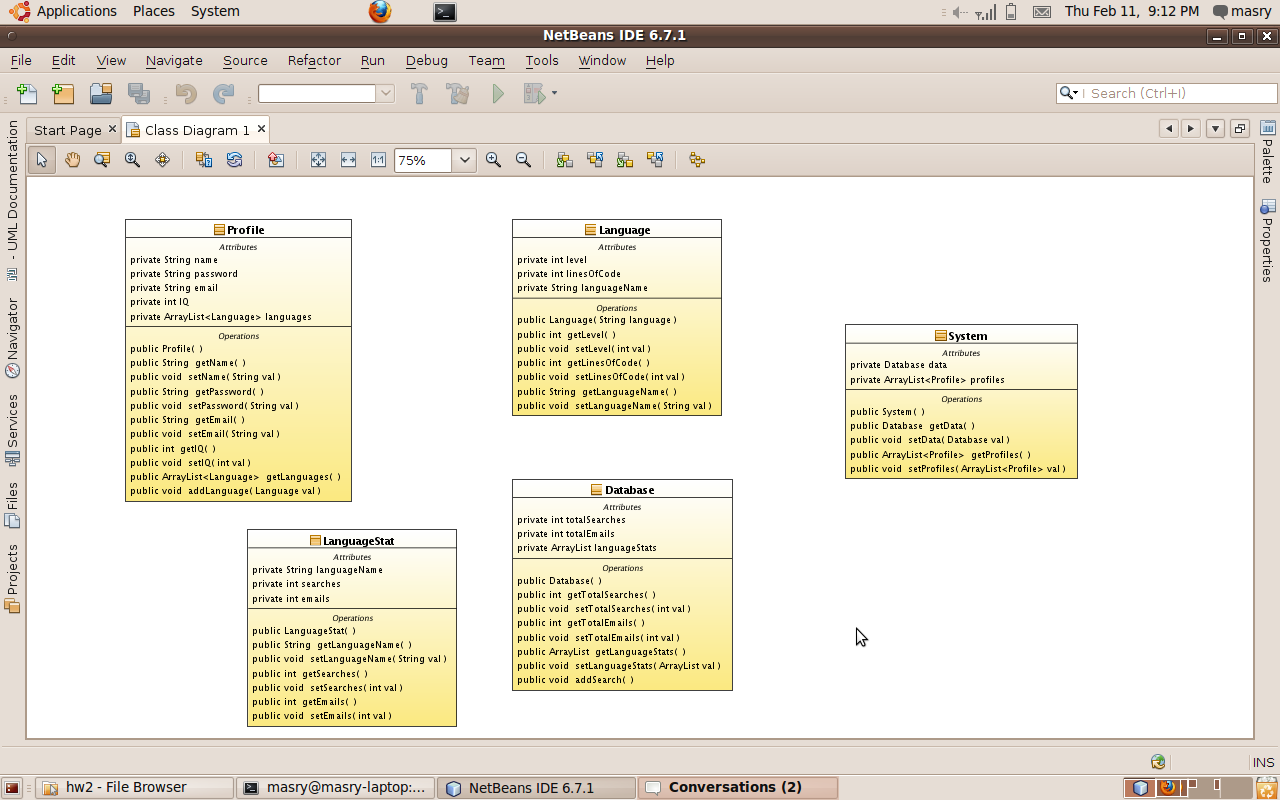 Applications Places System
Thu Feb 11, 9:12 PM masry
NetBeans IDE 6.7.1
File Edit View Navigate Source Refactor Run Debug Team Tools Window Help
Search (Ctrl+I)
Start Page Class Diagram 1
75%
- UML Documentation
Navigator
Services
Files
Projects
Profile
Attributes
private String name
private String password
private String email
private int IQ
private ArrayList<Language> languages
Operations
public Profile( )
public String getName( )
public void setName( String val )
public String getPassword( )
public void setPassword( String val )
public String getEmail( )
public void setEmail( String val )
public int getIQ( )
public void setIQ( int val )
public ArrayList<Language> getLanguages( )
public void addLanguage( Language val )
Language
Attributes
private int level
private int linesOfCode
private String languageName
Operations
public Language( String language )
public int getLevel( )
public void setLevel( int val )
public int getLinesOfCode( )
public void setLinesOfCode( int val )
public String getLanguageName( )
public void setLanguageName( String val )
System
Attributes
private Database data
private ArrayList<Profile> profiles
Operations
public System( )
public Database getData( )
public void setData( Database val )
public ArrayList<Profile> getProfiles( )
public void setProfiles( ArrayList<Profile> val )
LanguageStat
Attributes
private String languageName
private int searches
private int emails
Operations
public LanguageStat( )
public String getLanguageName( )
public void setLanguageName( String val )
public int getSearches( )
public void setSearches( int val )
public int getEmails( )
public void setEmails( int val )
Database
Attributes
private int totalSearches
private int totalEmails
private ArrayList languageStats
Operations
public Database( )
public int getTotalSearches( )
public void setTotalSearches( int val )
public int getTotalEmails( )
public void setTotalEmails( int val )
public ArrayList getLanguageStats( )
public void setLanguageStats( ArrayList val )
public void addSearch( )
Palette
Properties
INS
hw2 - File Browser
masry@masry-laptop:...
NetBeans IDE 6.7.1
Conversations (2)